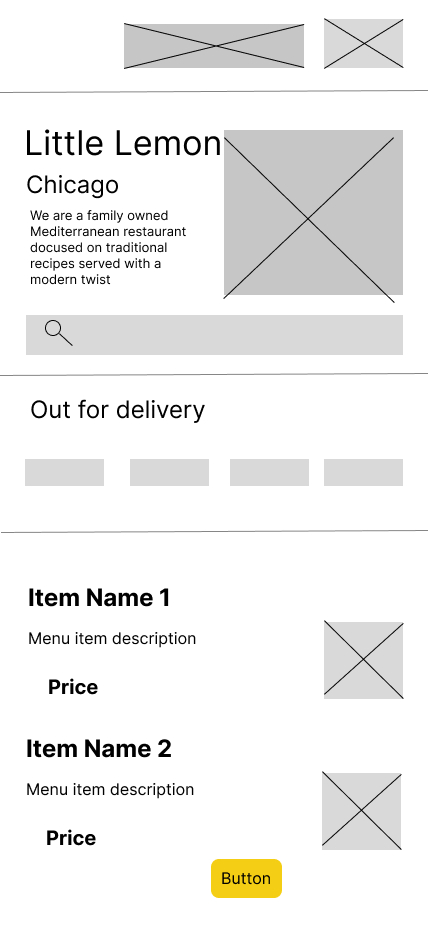 Little Lemon
Chicago
We are a family owned
Mediterranean restaurant
docused on traditional
recipes served with a
modern twist
Out for delivery
Item Name 1
Menu item description
Price
Item Name 2
Menu item description
Price
Button